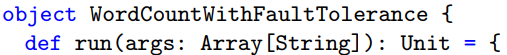 object WordCountWithFaultTolerance {
  def run(args: Array[String]): Unit = {